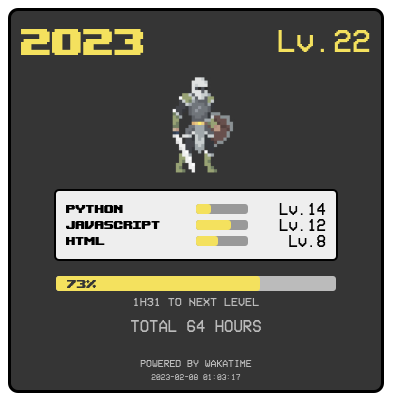 2023 Lv.22
PYTHON Lv.14
JAVASCRIPT Lv.12
HTML Lv.8
73%
1H31 TO NEXT LEVEL
TOTAL 64 HOURS
POWERED BY WAKATIME
2023-02-08 01:03:17